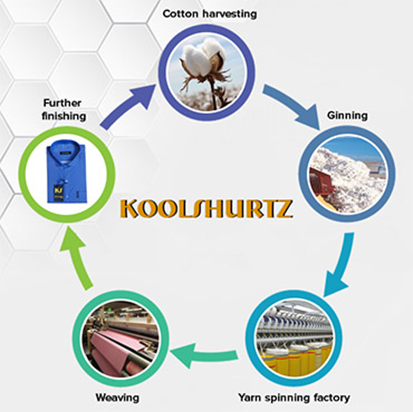 Cotton harvesting
Ginning
Yarn spinning factory
Weaving
Further
finishing
KOOLSHURTZ